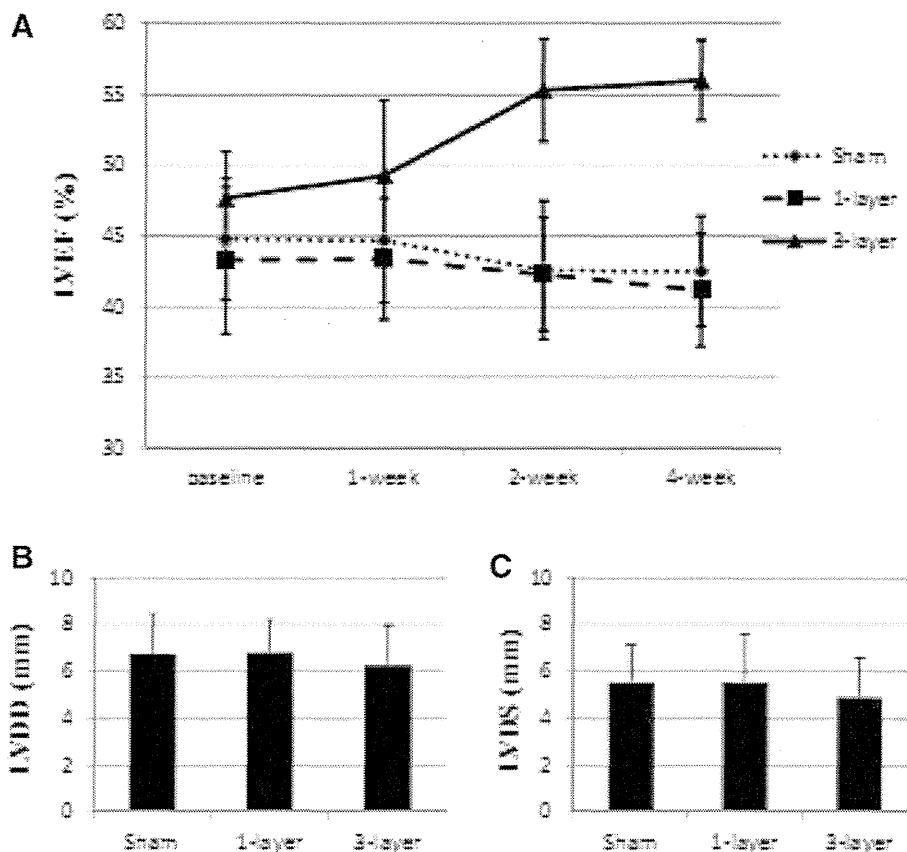 A
60
55
50
45
40
35
30
LVEF (%)
baseline 1-week 2-week 4-week
Sham
1-layer
3-layer
B
10
8
6
4
2
0
LVDD (mm)
Sham 1-layer 3-layer
C
10
8
6
4
2
0
LVDS (mm)
Sham 1-layer 3-layer